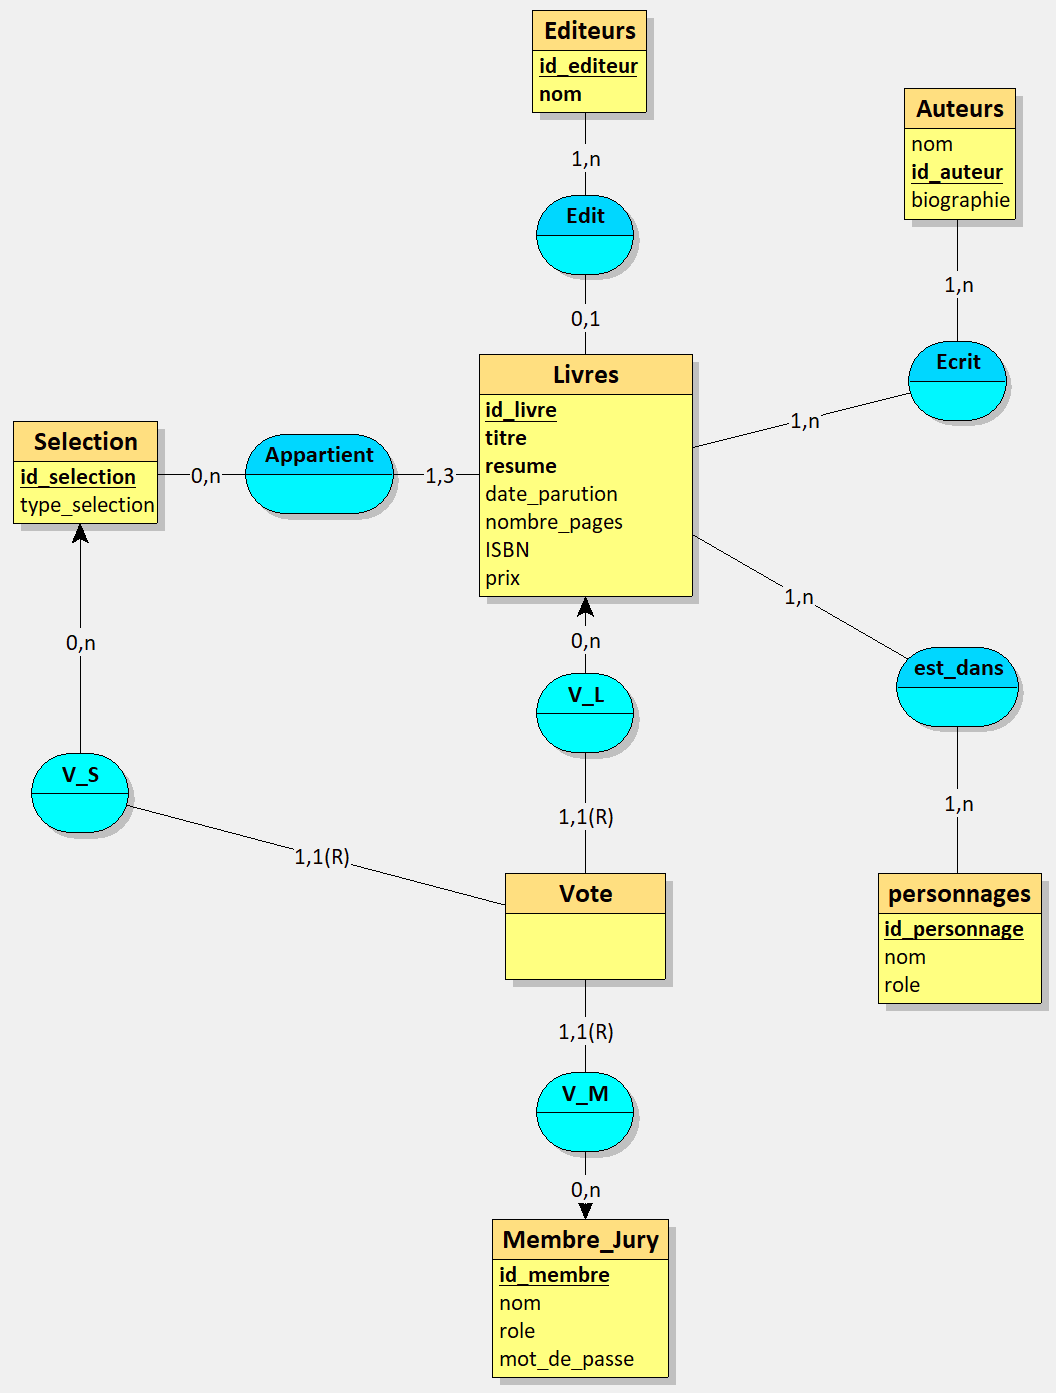 Editeurs
id_editeur
nom
1,n
Edit
0,1
Auteurs
nom
id_auteur
biographie
1,n
Ecrit
1,n
Livres
id_livre
titre
resume
date_parution
nombre_pages
ISBN
prix
Selection
id_selection
type_selection
0,n
Appartient
1,3
0,n
V_S
1,1(R)
0,n
V_L
1,1(R)
1,n
est_dans
1,n
personnages
id_personnage
nom
role
Vote
1,1(R)
V_M
0,n
Membre_Jury
id_membre
nom
role
mot_de_passe